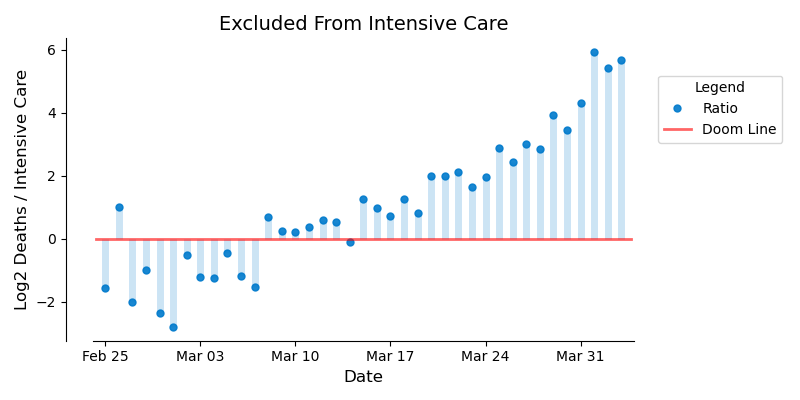 Excluded From Intensive Care
Log2 Deaths / Intensive Care
6
4
2
0
−2
Feb 25
Mar 03
Mar 10
Mar 17
Mar 24
Mar 31
Date
Legend
Ratio
Doom Line